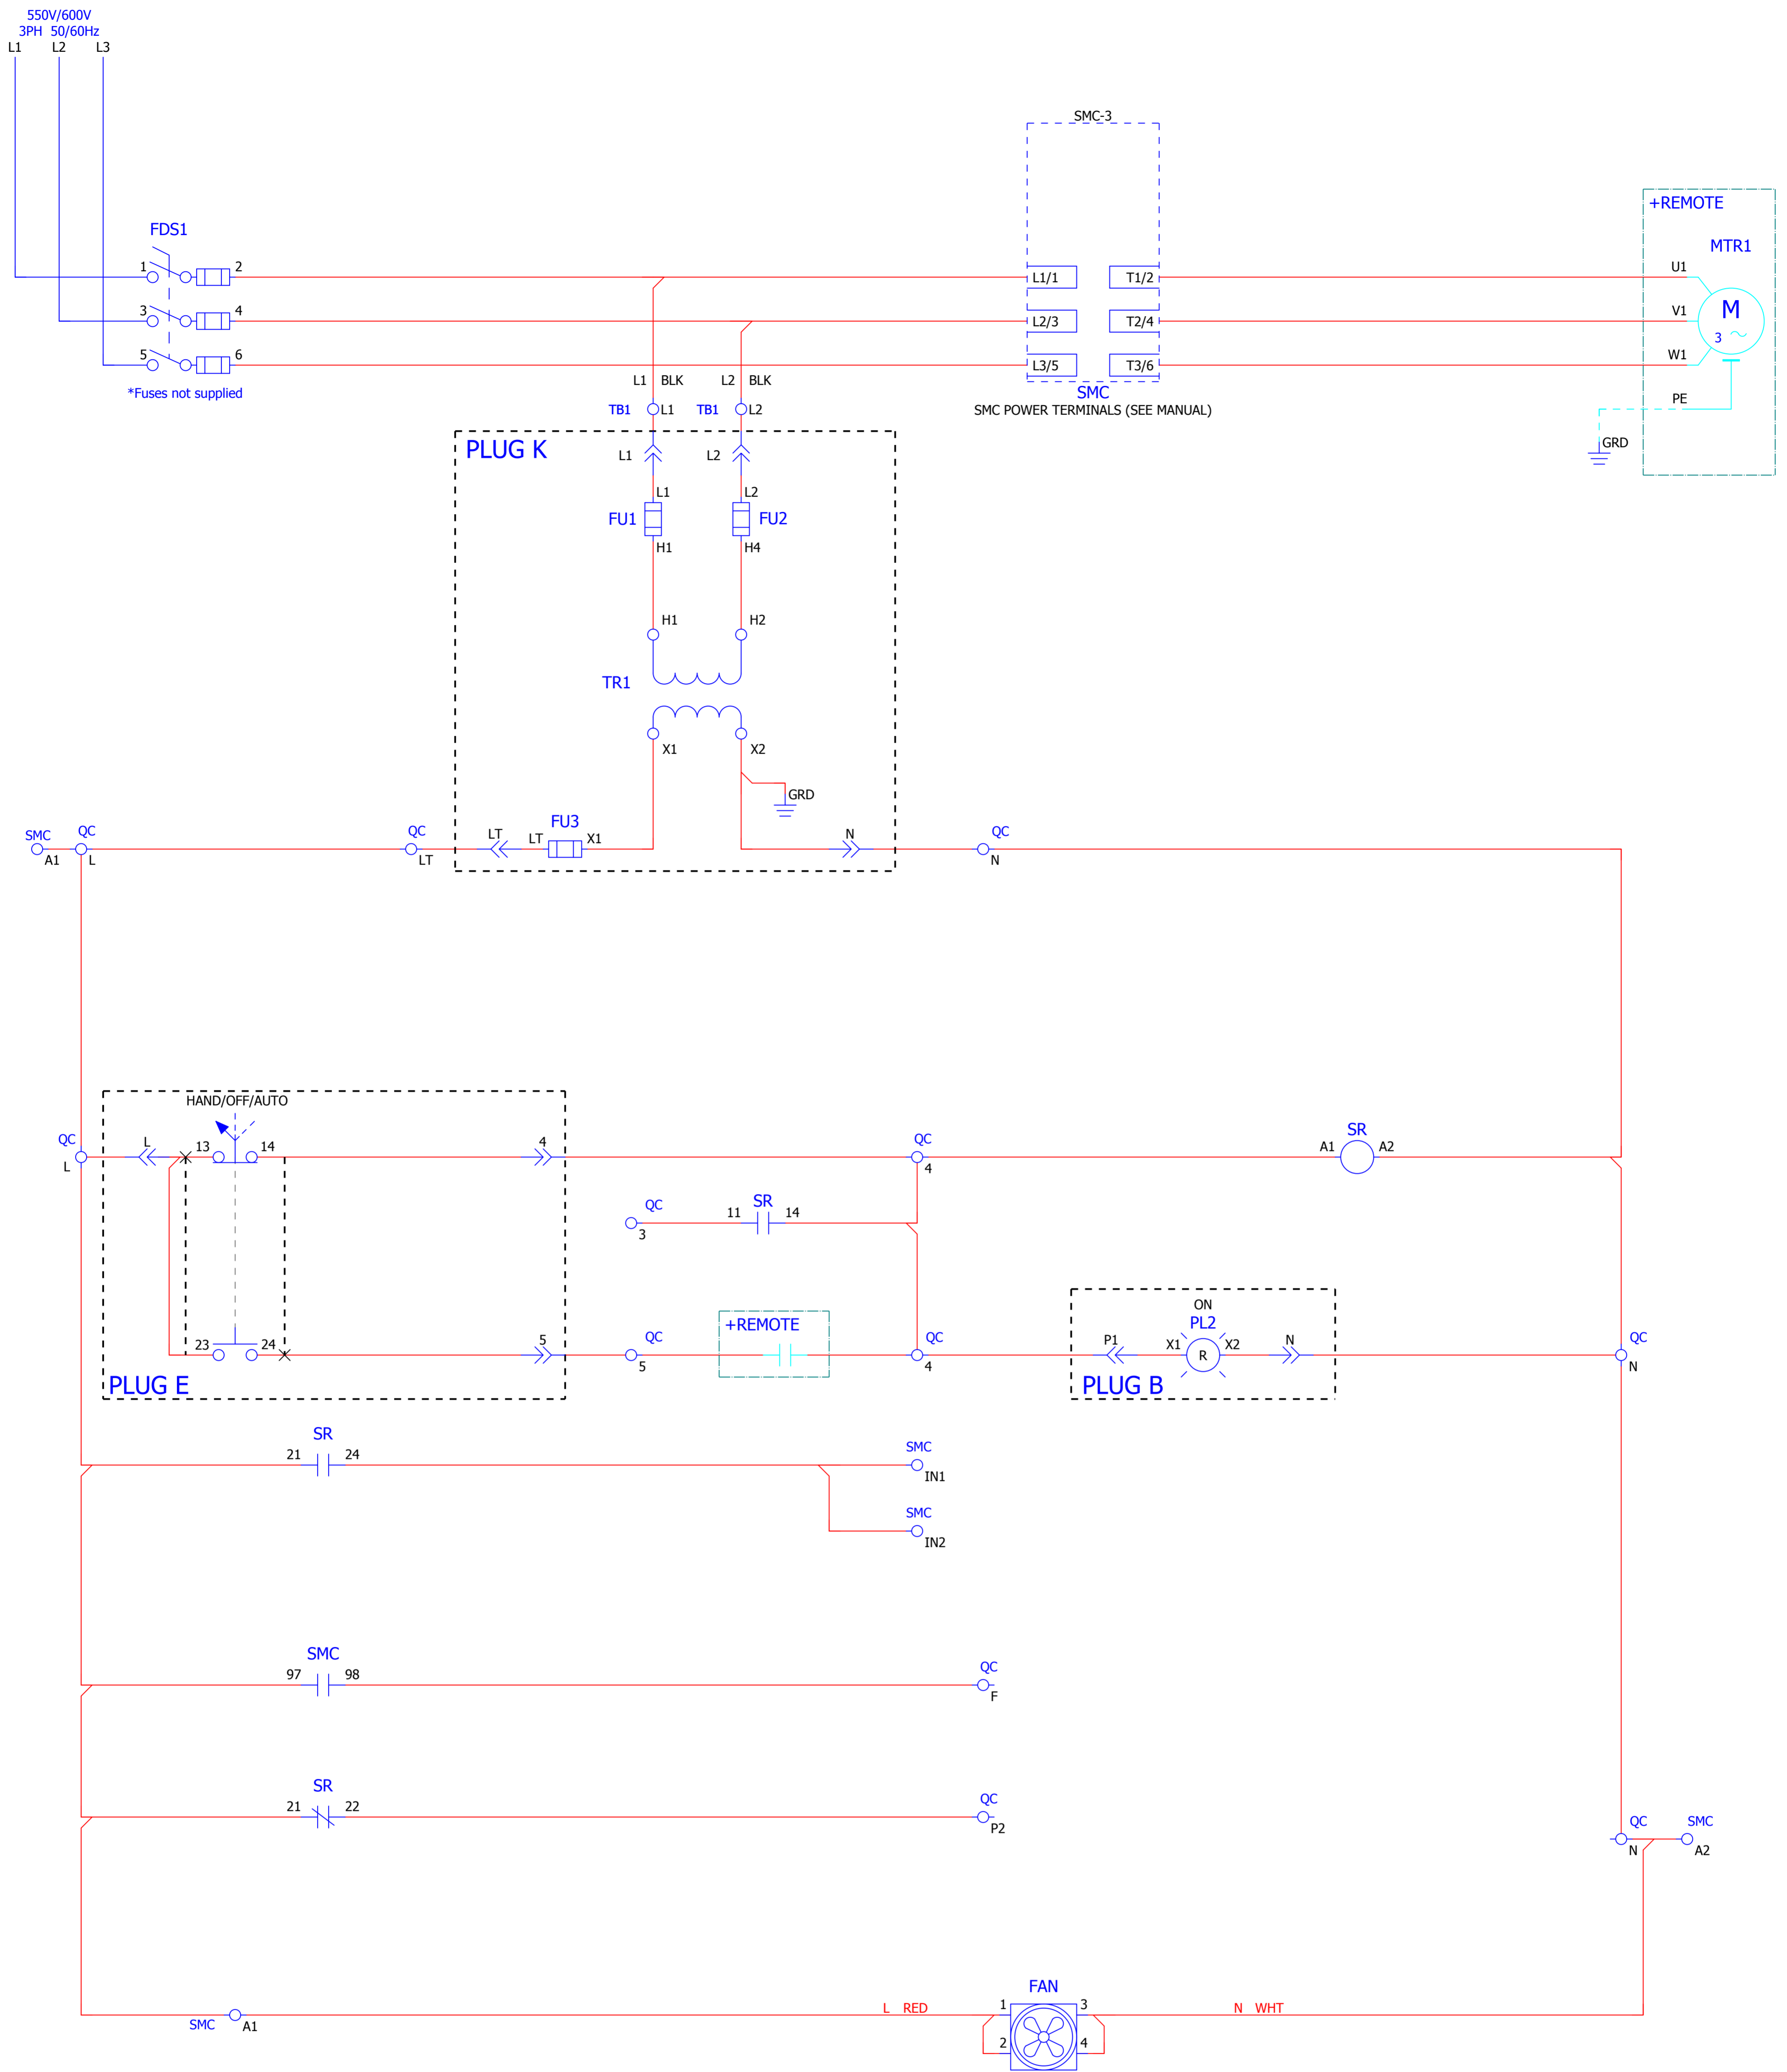 550V/600V
3PH 50/60Hz
L1 L2 L3
SMC-3
+REMOTE
FDS1
MTR1
1 2 L1/1 T1/2 U1
3 4 L2/3 T2/4 V1
M
3
5 6 L3/5 T3/6 W1
*Fuses not supplied
L1 BLK L2 BLK
SMC
PE
TB1 L1 TB1 L2
SMC POWER TERMINALS (SEE MANUAL)
GRD
PLUG K
L1 L2
L1 L2
FU1 FU2
H1 H4
H1 H2
TR1
X1 X2
GRD
SMC QC QC FU3 QC
LT LT X1 N
A1 L LT N
HAND/OFF/AUTO
QC L 13 14 4 QC SR
A1 A2
L 4
QC SR
11 14
3
ON
+REMOTE
PL2
23 24 5 QC QC P1 X1 X2 N QC
R
5 4 N
PLUG E
PLUG B
SR
21 24 SMC
IN1
SMC
IN2
SMC
97 98 QC
F
SR
21 22 QC
P2
QC SMC
N A2
FAN
L RED 1 3 N WHT
SMC A1
2 4